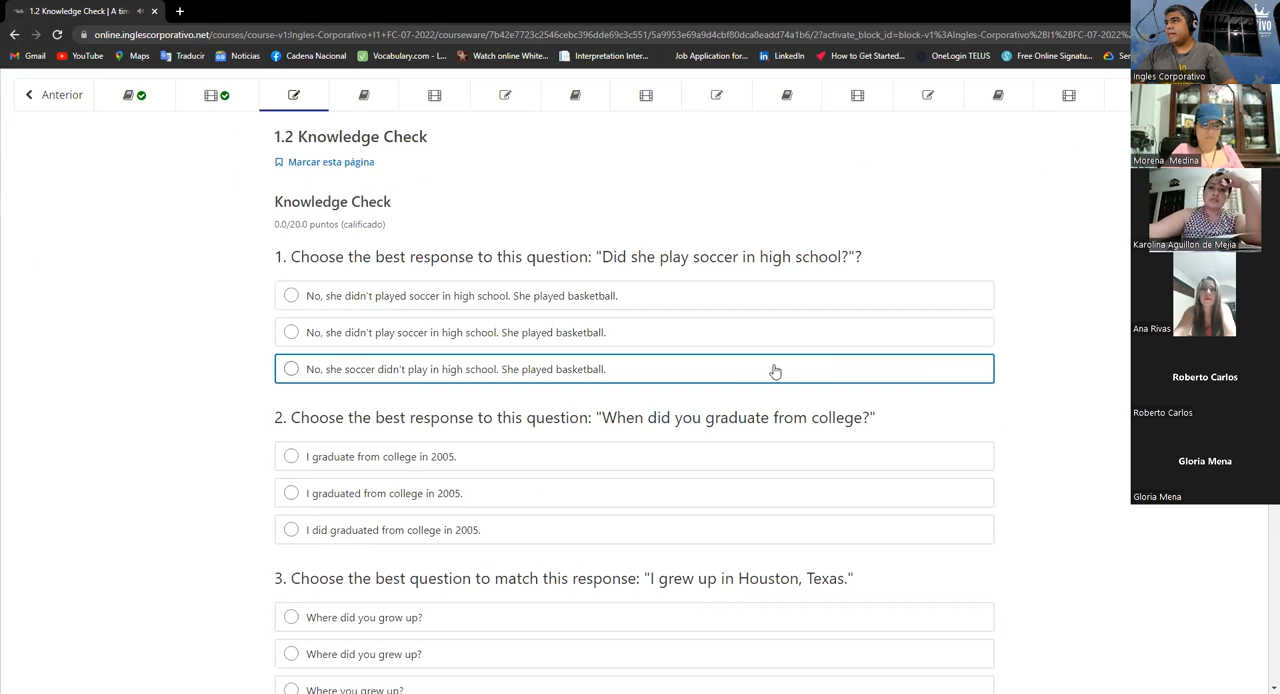 1.2 Knowledge Check | A tim
online.inglescorporativo.net/courses/course-v1:Ingles-Corporativo+I1+FC-07-2022/courseware/7b42e7723c2546cebc396dde69c3c551/5a9953e69a9d4cbf80dca8eadd74a1b6/2?activate_block_id=block-v1%3AIngles-Corporativo%2BI1%2BFC-07-2022%
Gmail YouTube Maps Traducir Noticias Cadena Nacional Vocabulary.com - L... Watch online White... Interpretation Inter... Job Application for... LinkedIn How to Get Started... OneLogin TELUS Free Online Signatu... Ser
Ingles Corporativo
Anterior
1.2 Knowledge Check
Marcar esta página
Morena Medina
Knowledge Check
0.0/20.0 puntos (calificado)
Karolina Aguillon de Mejia
1. Choose the best response to this question: "Did she play soccer in high school?"?
No, she didn't played soccer in high school. She played basketball.
No, she didn't play soccer in high school. She played basketball.
Ana Rivas
No, she soccer didn't play in high school. She played basketball.
Roberto Carlos
Roberto Carlos
2. Choose the best response to this question: "When did you graduate from college?"
I graduate from college in 2005.
Gloria Mena
I graduated from college in 2005.
Gloria Mena
I did graduated from college in 2005.
3. Choose the best question to match this response: "I grew up in Houston, Texas."
Where did you grow up?
Where did you grew up?
Where you grew up?